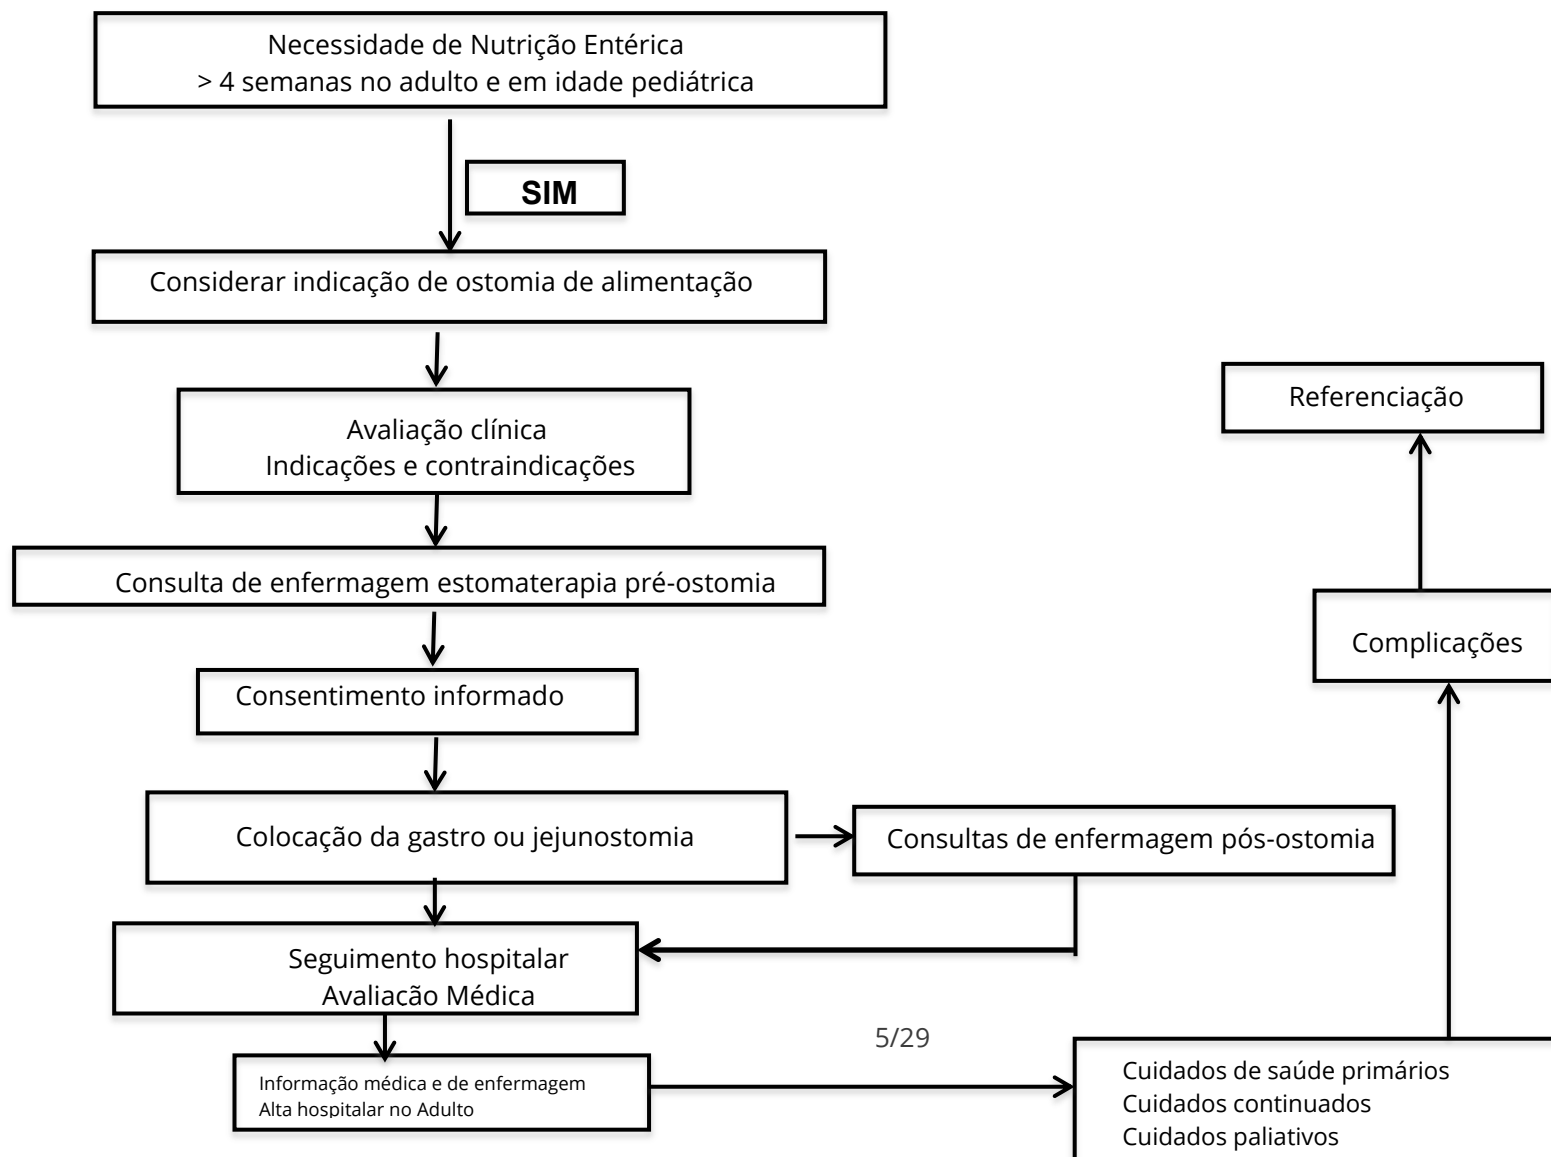 Necessidade de Nutrição Entérica
> 4 semanas no adulto e em idade pediátrica
SIM
Considerar indicação de ostomia de alimentação
Avaliação clínica
Indicações e contraindicações
Consulta de enfermagem estomaterapia pré-ostomia
Consentimento informado
Colocação da gastro ou jejunostomia
Consultas de enfermagem pós-ostomia
Seguimento hospitalar
Avaliação Médica
Informação médica e de enfermagem
Alta hospitalar no Adulto
5/29
Cuidados de saúde primários
Cuidados continuados
Cuidados paliativos
Complicações
Referenciação